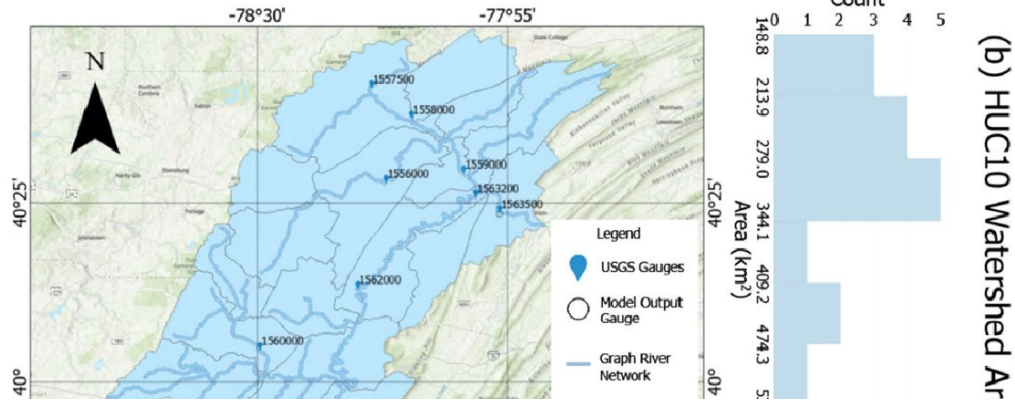 -78°30'
-77°55'
N
State College
1557500
1558000
1559000
1556000
1563200
1563500
1562000
1560000
40°25'
40°25'
40°
40°
Legend
USGS Gauges
Model Output
Gauge
Graph River
Network
Count
0 1 2 3 4 5
148.8
213.9
279.0
344.1
409.2
474.3
Area (km²)
(b) HUC10 Watershed Ar